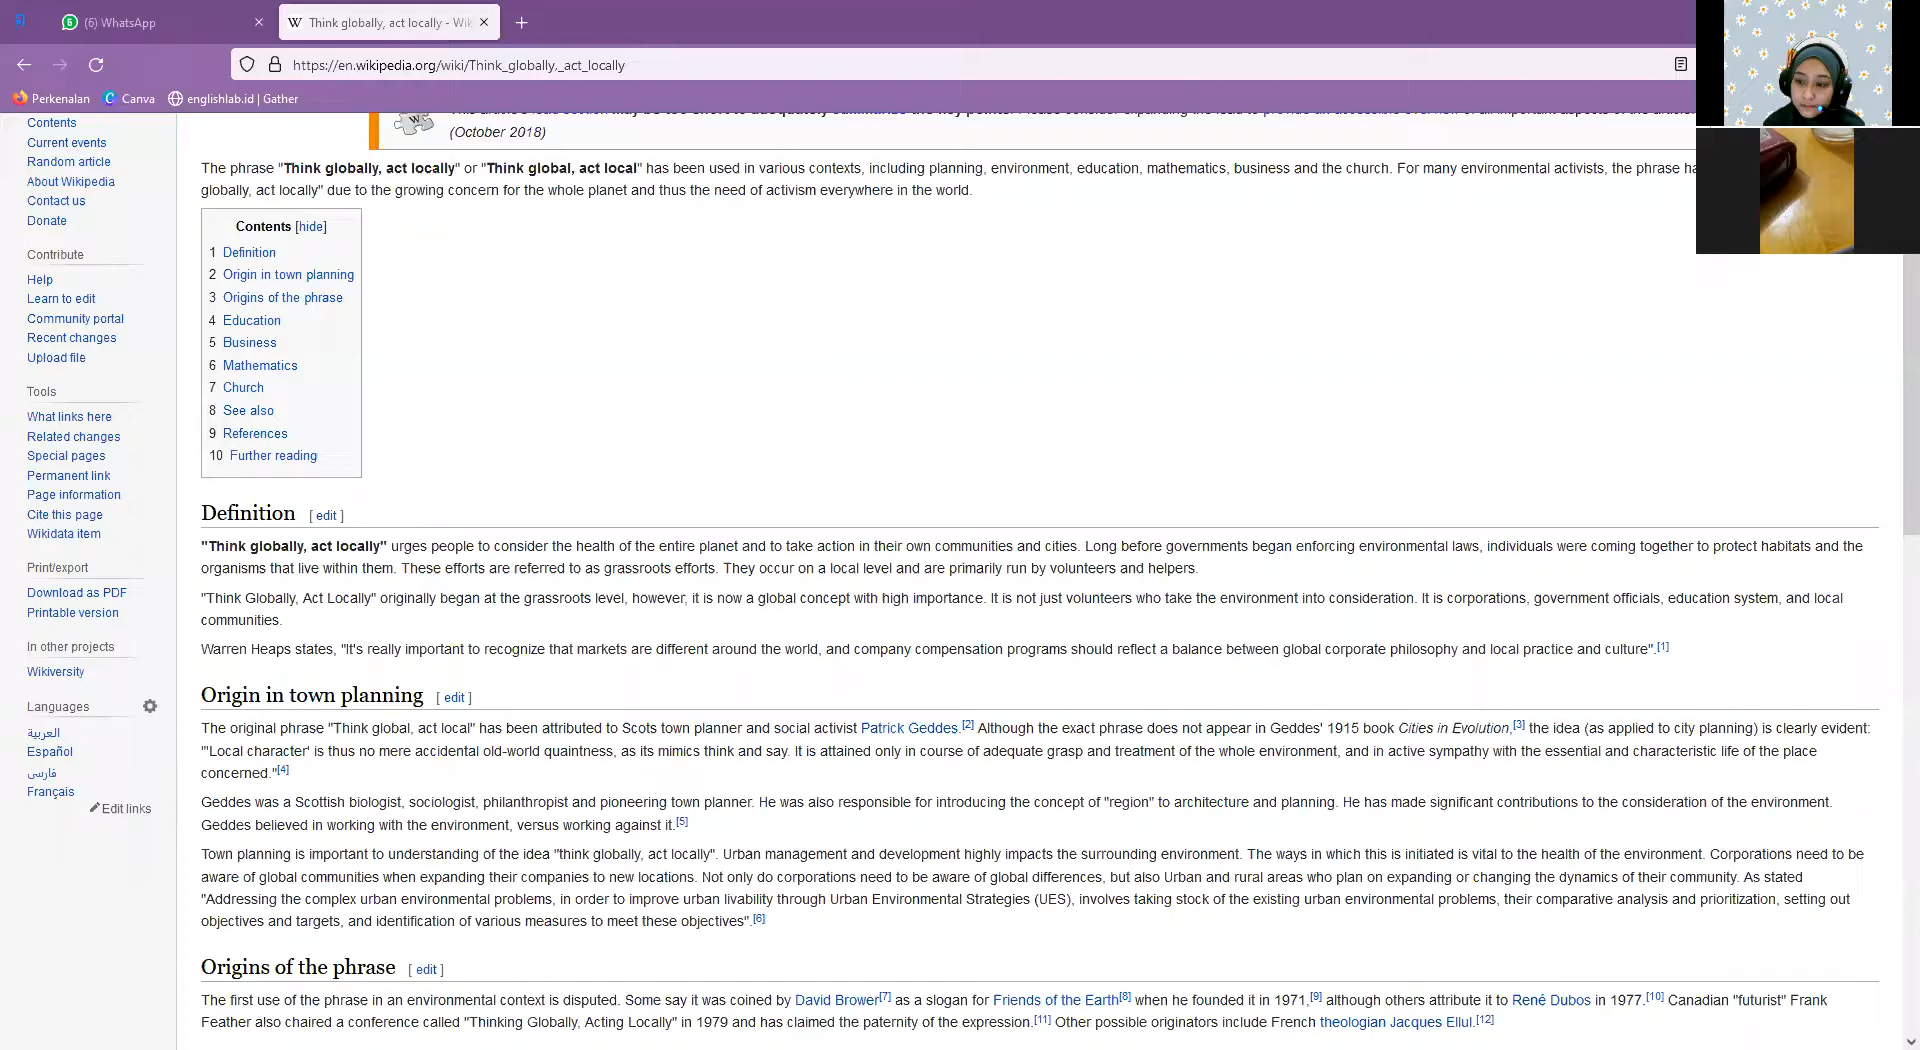 (6) WhatsApp
Think globally, act locally - Wik
https://en.wikipedia.org/wiki/Think_globally,_act_locally
Perkenalan
Canva
englishlab.id | Gather
Contents
Current events
Random article
About Wikipedia
Contact us
Donate
Contribute
Help
Learn to edit
Community portal
Recent changes
Upload file
Tools
What links here
Related changes
Special pages
Permanent link
Page information
Cite this page
Wikidata item
Print/export
Download as PDF
Printable version
In other projects
Wikiversity
Languages
العربية
Español
فارسی
Français
Edit links
(October 2018)
The phrase "Think globally, act locally" or "Think global, act local" has been used in various contexts, including planning, environment, education, mathematics, business and the church. For many environmental activists, the phrase
globally, act locally" due to the growing concern for the whole planet and thus the need of activism everywhere in the world.
Contents [hide]
1 Definition
2 Origin in town planning
3 Origins of the phrase
4 Education
5 Business
6 Mathematics
7 Church
8 See also
9 References
10 Further reading
Definition [ edit ]
"Think globally, act locally" urges people to consider the health of the entire planet and to take action in their own communities and cities. Long before governments began enforcing environmental laws, individuals were coming together to protect habitats and the
organisms that live within them. These efforts are referred to as grassroots efforts. They occur on a local level and are primarily run by volunteers and helpers.
"Think Globally, Act Locally" originally began at the grassroots level, however, it is now a global concept with high importance. It is not just volunteers who take the environment into consideration. It is corporations, government officials, education system, and local
communities.
Warren Heaps states, "It's really important to recognize that markets are different around the world, and company compensation programs should reflect a balance between global corporate philosophy and local practice and culture".[1]
Origin in town planning [ edit ]
The original phrase "Think global, act local" has been attributed to Scots town planner and social activist Patrick Geddes.[2] Although the exact phrase does not appear in Geddes' 1915 book Cities in Evolution,[3] the idea (as applied to city planning) is clearly evident:
"'Local character' is thus no mere accidental old-world quaintness, as its mimics think and say. It is attained only in course of adequate grasp and treatment of the whole environment, and in active sympathy with the essential and characteristic life of the place
concerned."[4]
Geddes was a Scottish biologist, sociologist, philanthropist and pioneering town planner. He was also responsible for introducing the concept of "region" to architecture and planning. He has made significant contributions to the consideration of the environment.
Geddes believed in working with the environment, versus working against it.[5]
Town planning is important to understanding of the idea "think globally, act locally". Urban management and development highly impacts the surrounding environment. The ways in which this is initiated is vital to the health of the environment. Corporations need to be
aware of global communities when expanding their companies to new locations. Not only do corporations need to be aware of global differences, but also Urban and rural areas who plan on expanding or changing the dynamics of their community. As stated
"Addressing the complex urban environmental problems, in order to improve urban livability through Urban Environmental Strategies (UES), involves taking stock of the existing urban environmental problems, their comparative analysis and prioritization, setting out
objectives and targets, and identification of various measures to meet these objectives".[6]
Origins of the phrase [ edit ]
The first use of the phrase in an environmental context is disputed. Some say it was coined by David Brower[7] as a slogan for Friends of the Earth[8] when he founded it in 1971,[9] although others attribute it to René Dubos in 1977.[10] Canadian "futurist" Frank
Feather also chaired a conference called "Thinking Globally, Acting Locally" in 1979 and has claimed the paternity of the expression.[11] Other possible originators include French theologian Jacques Ellul.[12]